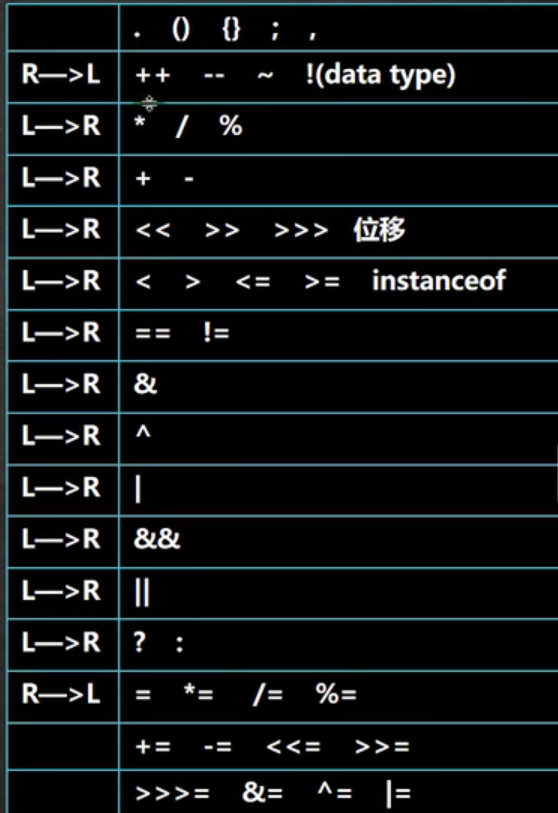 . () {} ; ,
R—>L ++ -- ~ !(data type)
L—>R * / %
L—>R + -
L—>R << >> >>> 位移
L—>R < > <= >= instanceof
L—>R == !=
L—>R &
L—>R ^
L—>R |
L—>R &&
L—>R ||
L—>R ? :
R—>L = *= /= %=
+= -= <<= >>=
>>>= &= ^= |=